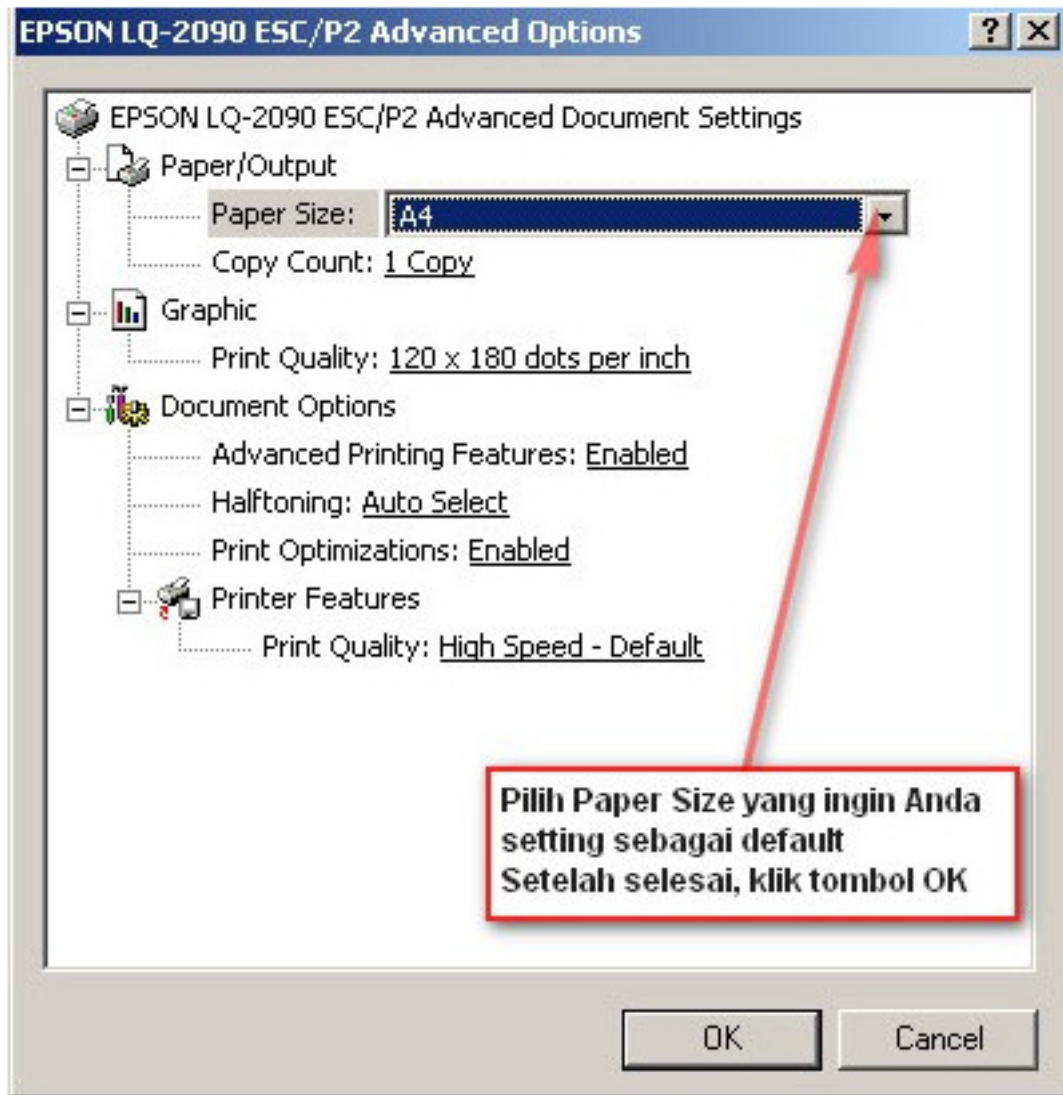 EPSON LQ-2090 ESC/P2 Advanced Options
EPSON LQ-2090 ESC/P2 Advanced Document Settings
Paper/Output
Paper Size: A4
Copy Count: 1 Copy
Graphic
Print Quality: 120 x 180 dots per inch
Document Options
Advanced Printing Features: Enabled
Halftoning: Auto Select
Print Optimizations: Enabled
Printer Features
Print Quality: High Speed - Default
Pilih Paper Size yang ingin Anda
setting sebagai default
Setelah selesai, klik tombol OK
OK Cancel